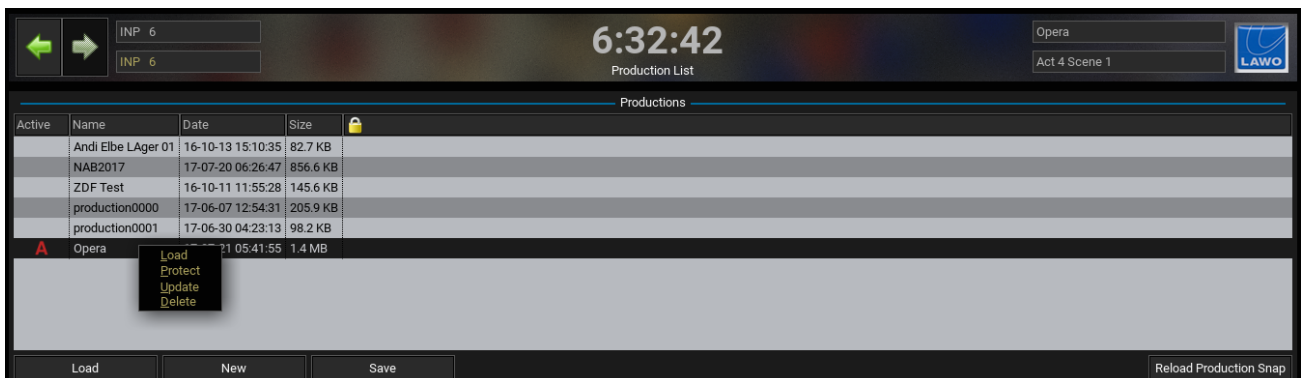 INP 6
INP 6
6:32:42
Production List
Opera
Act 4 Scene 1
LAWO
Productions
Active Name Date Size
Andi Elbe LAger 01 16-10-13 15:10:35 82.7 KB
NAB2017 17-07-20 06:26:47 856.6 KB
ZDF Test 16-10-11 11:55:28 145.6 KB
production0000 17-06-07 12:54:31 205.9 KB
production0001 17-06-30 04:23:13 98.2 KB
A Opera 21 05:41:55 1.4 MB
Load
Protect
Update
Delete
Load New Save Reload Production Snap